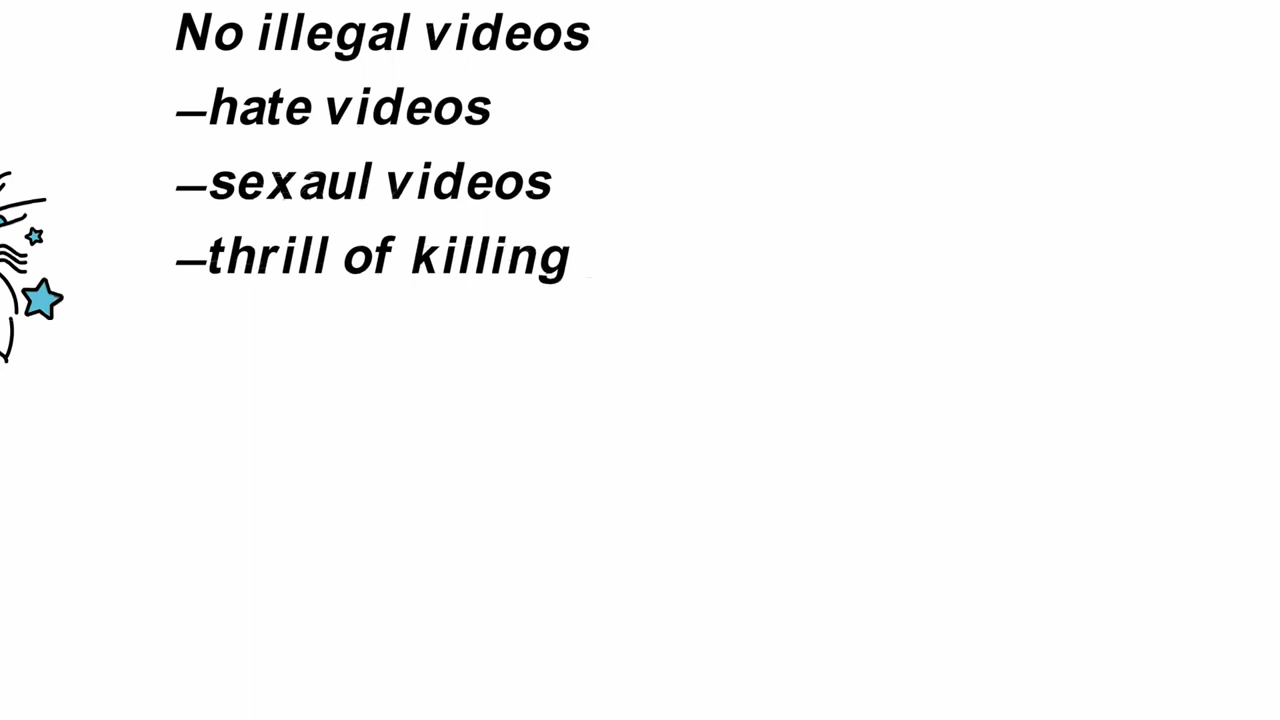 No illegal videos
–hate videos
–sexaul videos
–thrill of killing